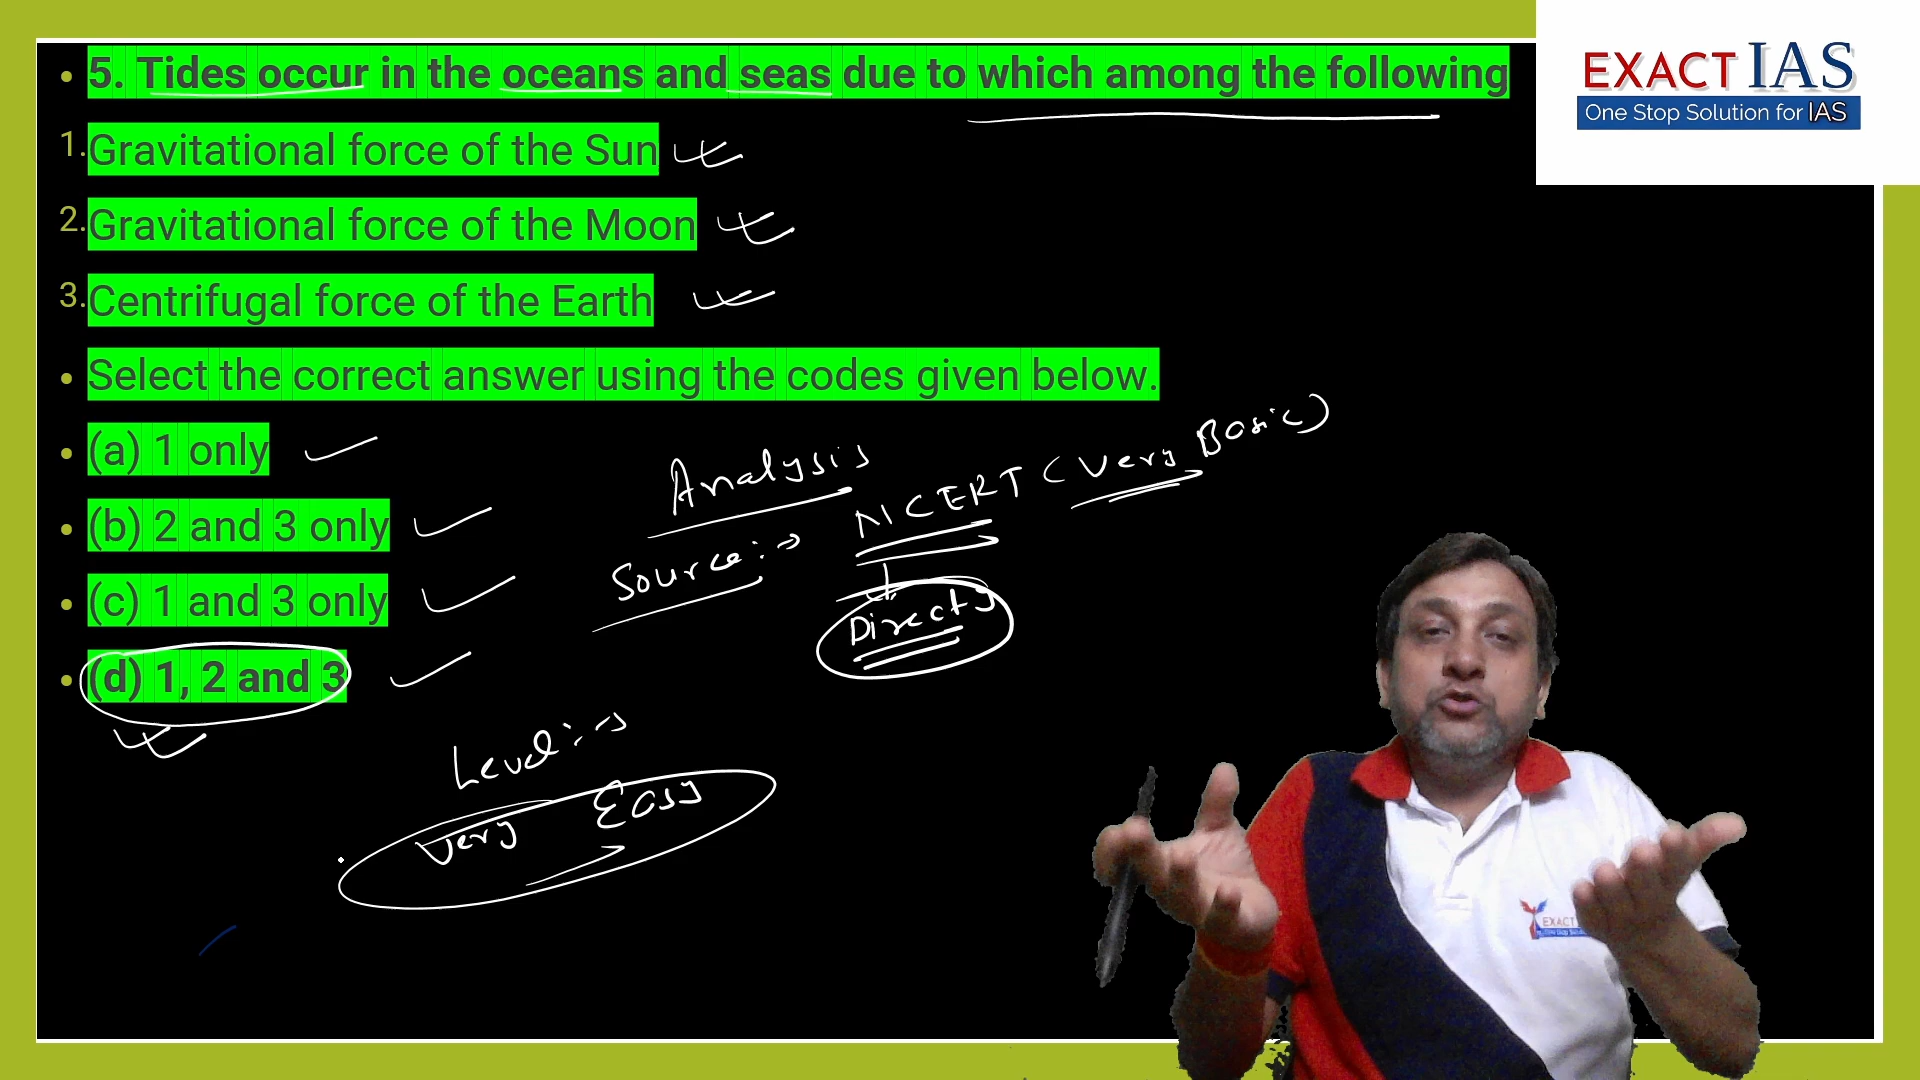 EXACT IAS
One Stop Solution for IAS
• 5. Tides occur in the oceans and seas due to which among the following
1. Gravitational force of the Sun
2. Gravitational force of the Moon
3. Centrifugal force of the Earth
• Select the correct answer using the codes given below.
• (a) 1 only
• (b) 2 and 3 only
• (c) 1 and 3 only
• (d) 1, 2 and 3
Analysis
Source:→ NCERT (Very Basic)
Directy
Level:→
Very Easy
EXACT